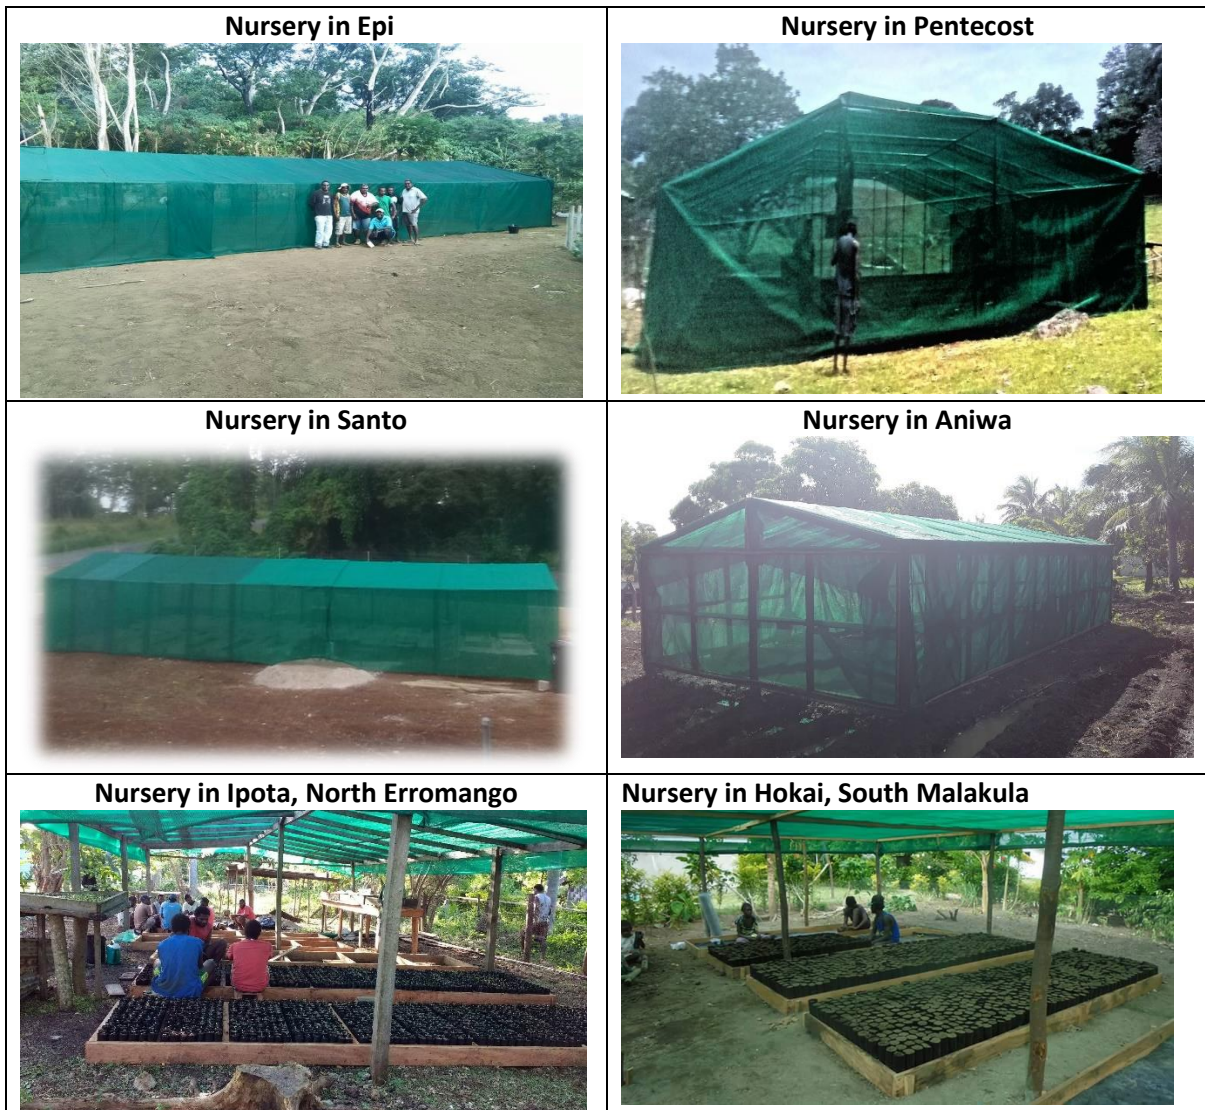 Nursery in Epi
Nursery in Pentecost
Nursery in Santo
Nursery in Aniwa
Nursery in Ipota, North Erromango
Nursery in Hokai, South Malakula